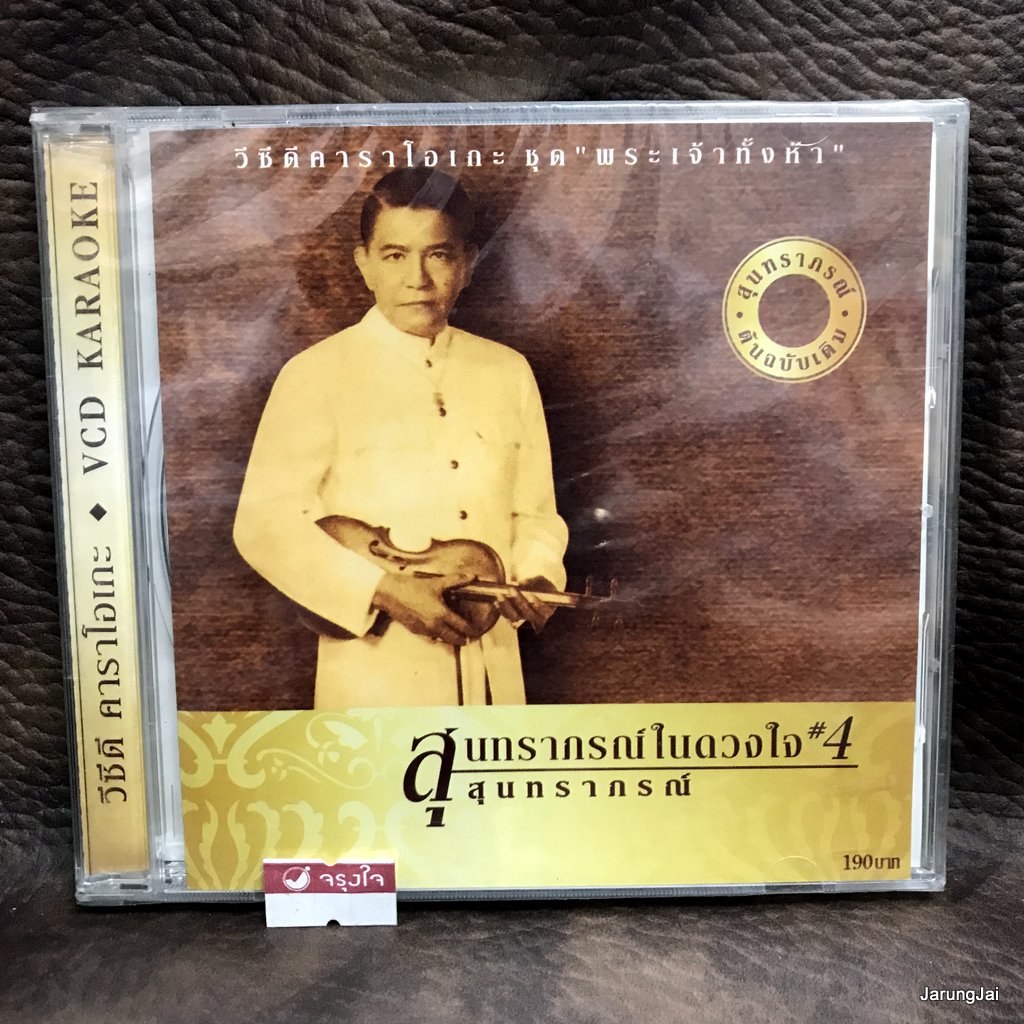 วีซีดีคาราโอเกะ ชุด "พระเจ้าทั้งห้า"
• สุนทราภรณ์ •
ต้นฉบับเดิม
วีซีดี คาราโอเกะ ◆ VCD KARAOKE
สุนทราภรณ์ในดวงใจ #4
สุนทราภรณ์
190 บาท
จรุงใจ
JarungJai